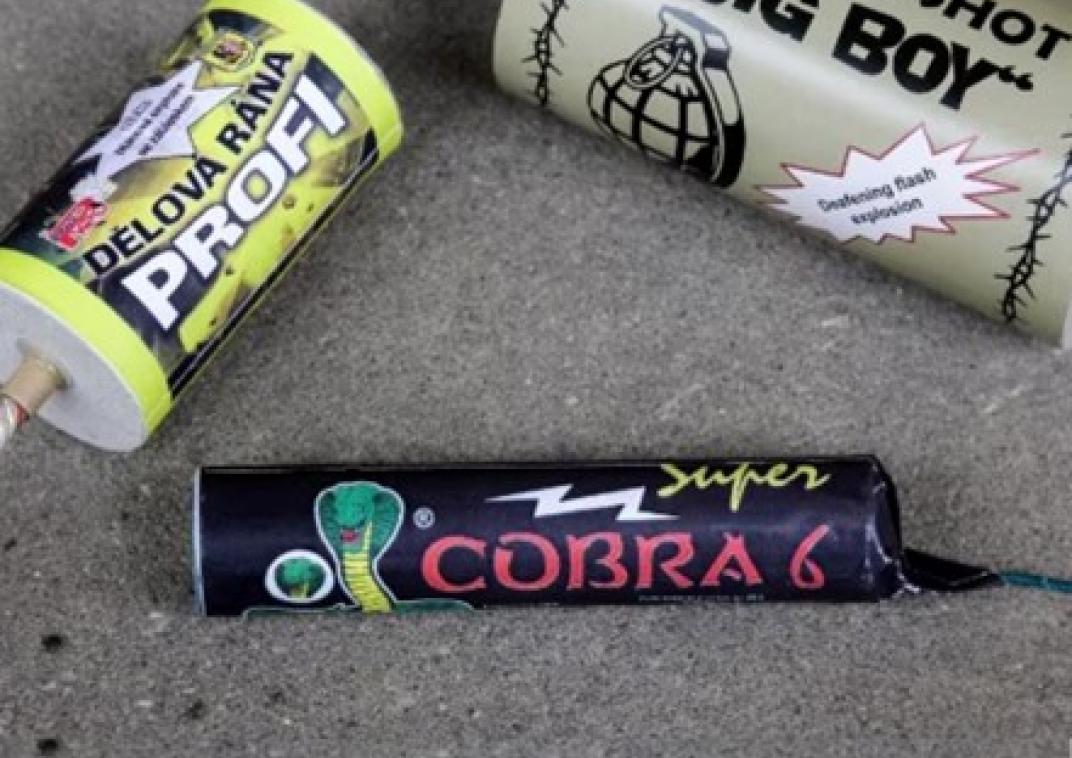 DĚLOVÁ RÁNA
PROFI
SHOT
BIG BOY“
Deafening flash
explosion
Super
®
COBRA 6